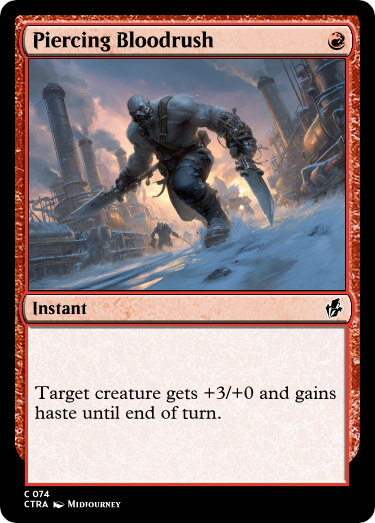 Piercing Bloodrush
Instant
Target creature gets +3/+0 and gains
haste until end of turn.
C 074
CTRA Midjourney